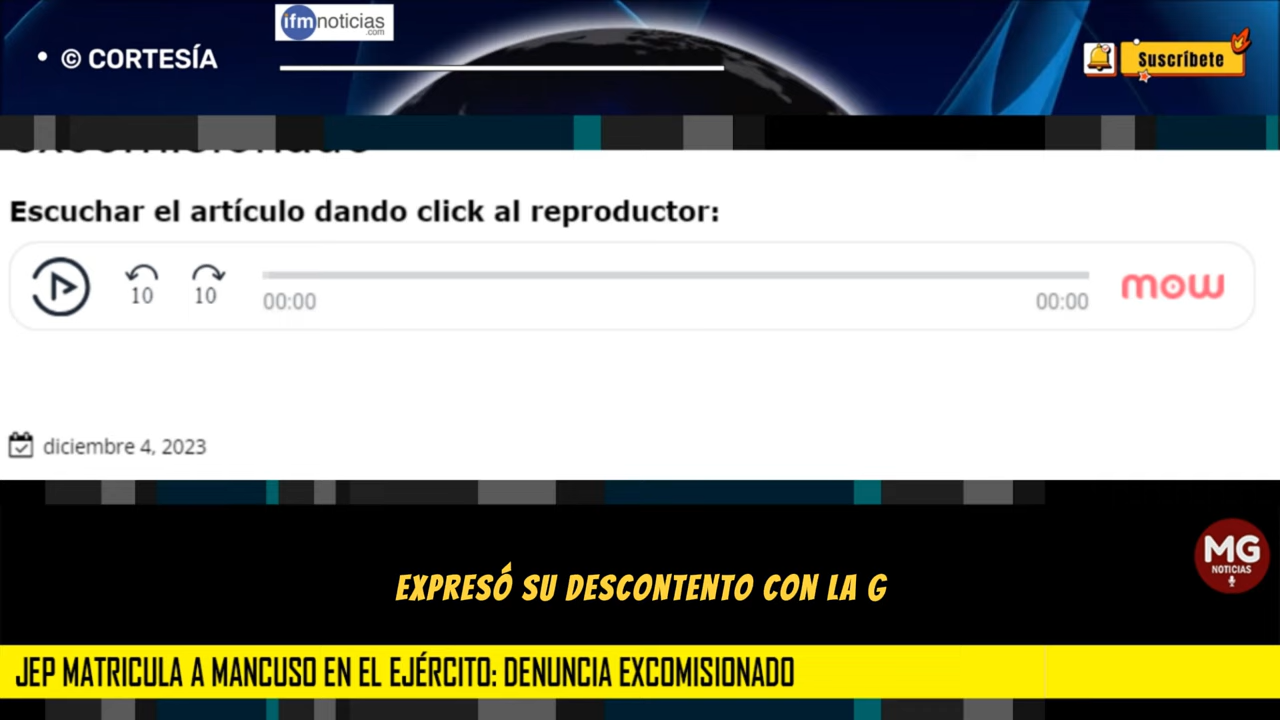 ifmnoticias
.com
• © CORTESÍA
Suscríbete
Escuchar el artículo dando click al reproductor:
10
10
00:00
00:00
mow
diciembre 4, 2023
MG
NOTICIAS
EXPRESÓ SU DESCONTENTO CON LA G
JEP MATRICULA A MANCUSO EN EL EJÉRCITO: DENUNCIA EXCOMISIONADO